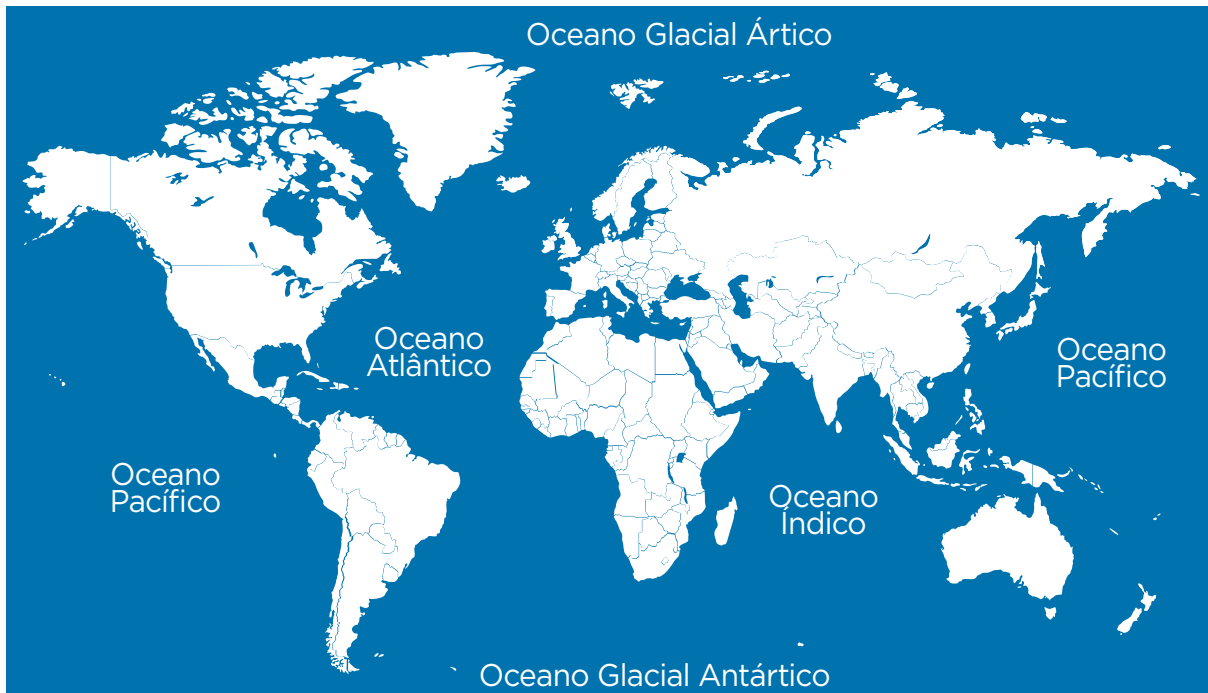 Oceano Glacial Ártico
Oceano
Atlântico
Oceano
Pacífico
Oceano
Pacífico
Oceano
Índico
Oceano Glacial Antártico